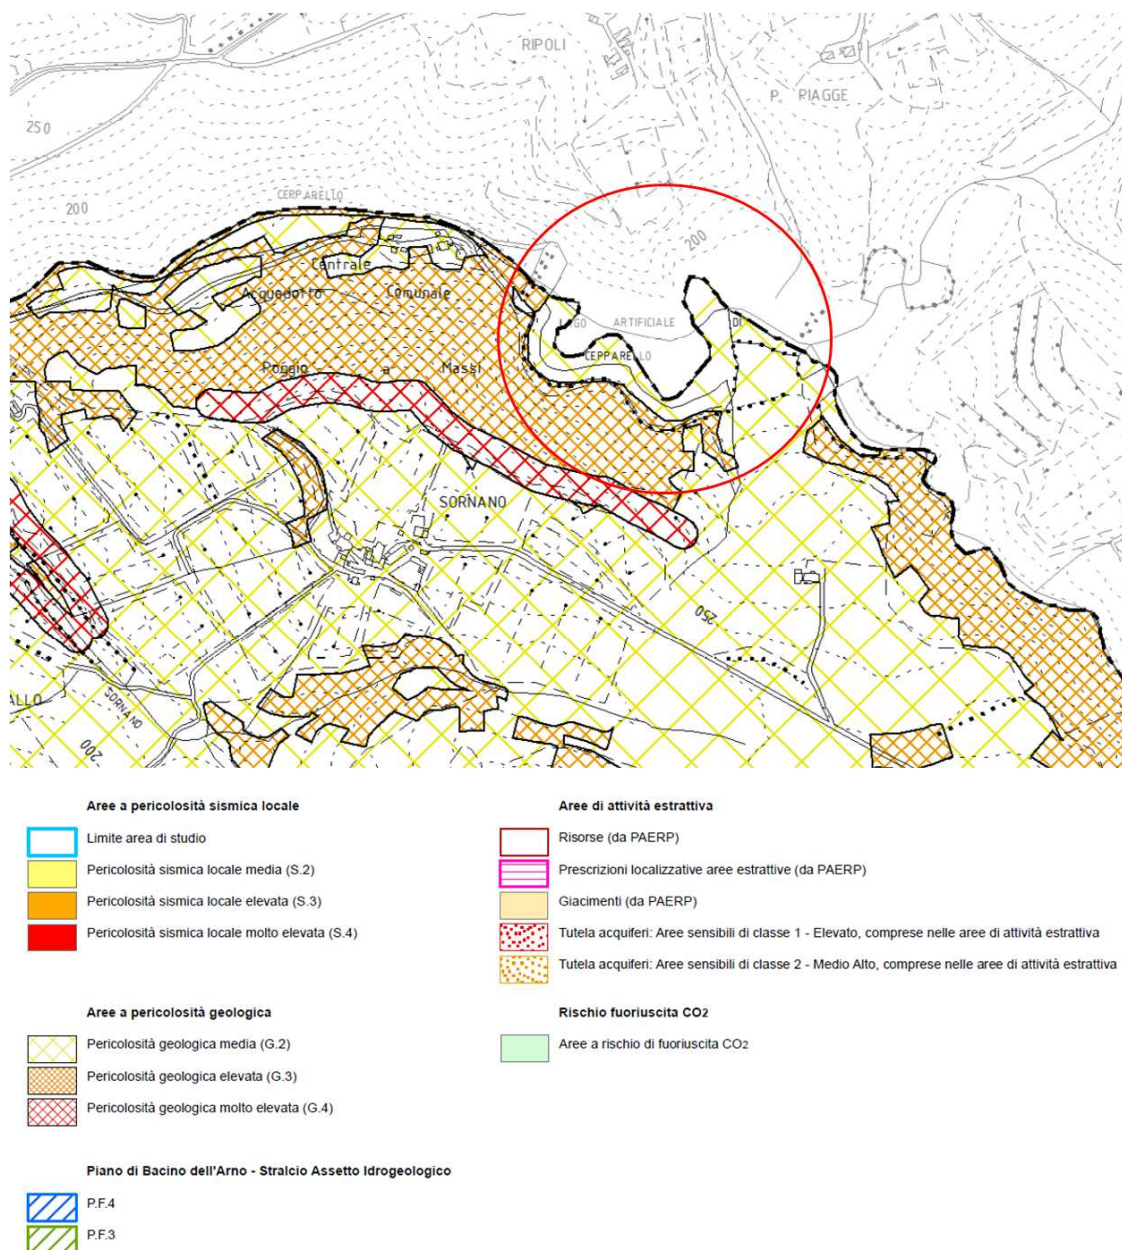 RIPOLI
P. PIAGGE
250
200
CEPPARELLO
200
Centrale
Acquedotto Comunale
ARTIFICIALE DI
CEPPARELLO
Poggio a Massi
SORNANO
250
SORNANO
200
Aree a pericolosità sismica locale
Limite area di studio
Pericolosità sismica locale media (S.2)
Pericolosità sismica locale elevata (S.3)
Pericolosità sismica locale molto elevata (S.4)
Aree a pericolosità geologica
Pericolosità geologica media (G.2)
Pericolosità geologica elevata (G.3)
Pericolosità geologica molto elevata (G.4)
Piano di Bacino dell'Arno - Stralcio Assetto Idrogeologico
P.F.4
P.F.3
Aree di attività estrattiva
Risorse (da PAERP)
Prescrizioni localizzative aree estrattive (da PAERP)
Giacimenti (da PAERP)
Tutela acquiferi: Aree sensibili di classe 1 - Elevato, comprese nelle aree di attività estrattiva
Tutela acquiferi: Aree sensibili di classe 2 - Medio Alto, comprese nelle aree di attività estrattiva
Rischio fuoriuscita CO2
Aree a rischio di fuoriuscita CO2